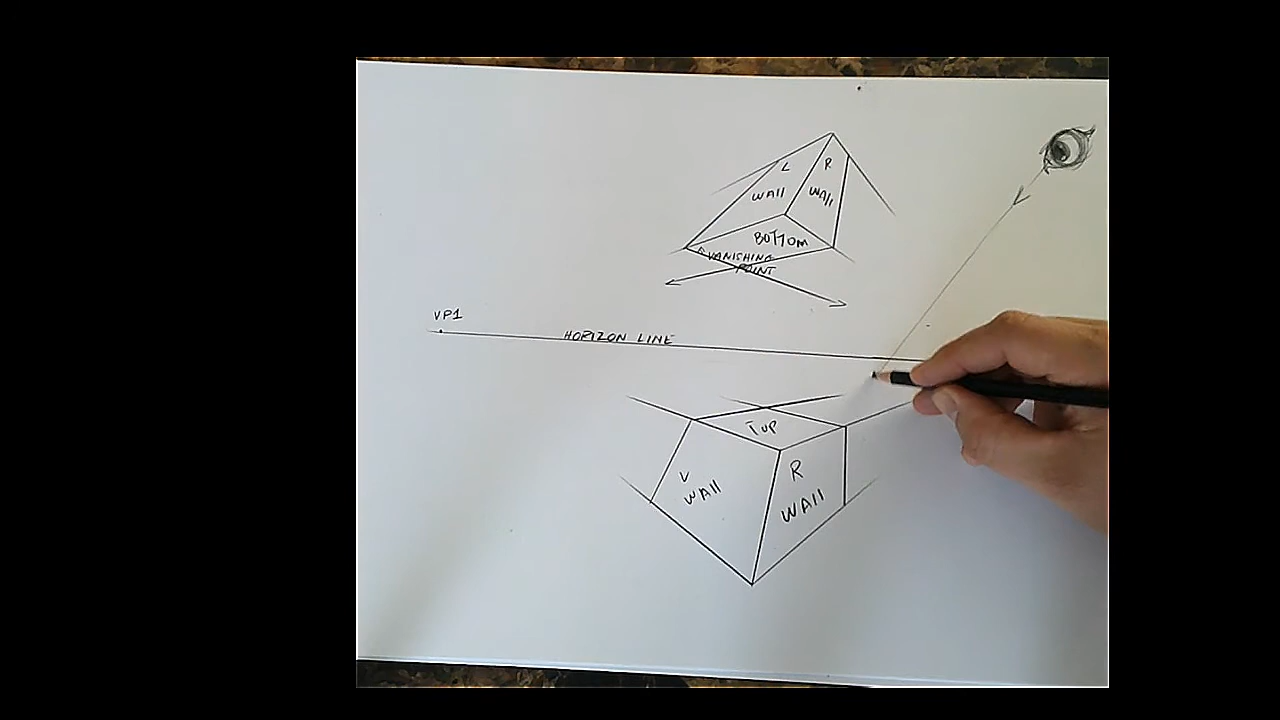 L
WAll
R
WAll
BOTTOM
VANISHING
POINT
VP1
HORIZON LINE
TOP
L
WAll
R
WAll